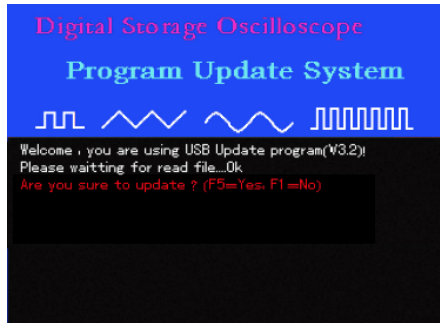 Digital Storage Oscilloscope
Program Update System
Welcome , you are using USB Update program(V3.2)!
Please waitting for read file...Ok
Are you sure to update ? (F5=Yes. F1=No)